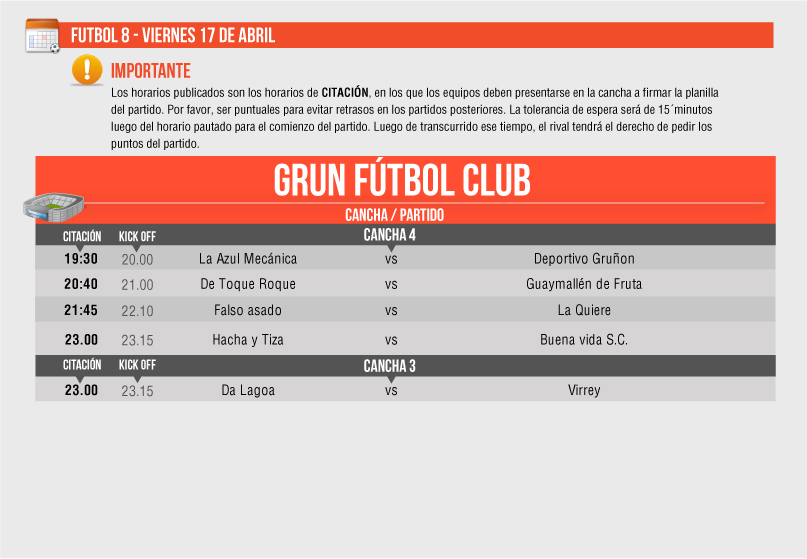 FUTBOL 8 - VIERNES 17 DE ABRIL
IMPORTANTE
Los horarios publicados son los horarios de CITACIÓN, en los que los equipos deben presentarse en la cancha a firmar la planilla
del partido. Por favor, ser puntuales para evitar retrasos en los partidos posteriores. La tolerancia de espera será de 15´minutos
luego del horario pautado para el comienzo del partido. Luego de transcurrido ese tiempo, el rival tendrá el derecho de pedir los
puntos del partido.
GRUN FÚTBOL CLUB
CANCHA / PARTIDO
CITACIÓN KICK OFF CANCHA 4
19:30 20.00 La Azul Mecánica vs Deportivo Gruñon
20:40 21.00 De Toque Roque vs Guaymallén de Fruta
21:45 22.10 Falso asado vs La Quiere
23.00 23.15 Hacha y Tiza vs Buena vida S.C.
CITACIÓN KICK OFF CANCHA 3
23.00 23.15 Da Lagoa vs Virrey